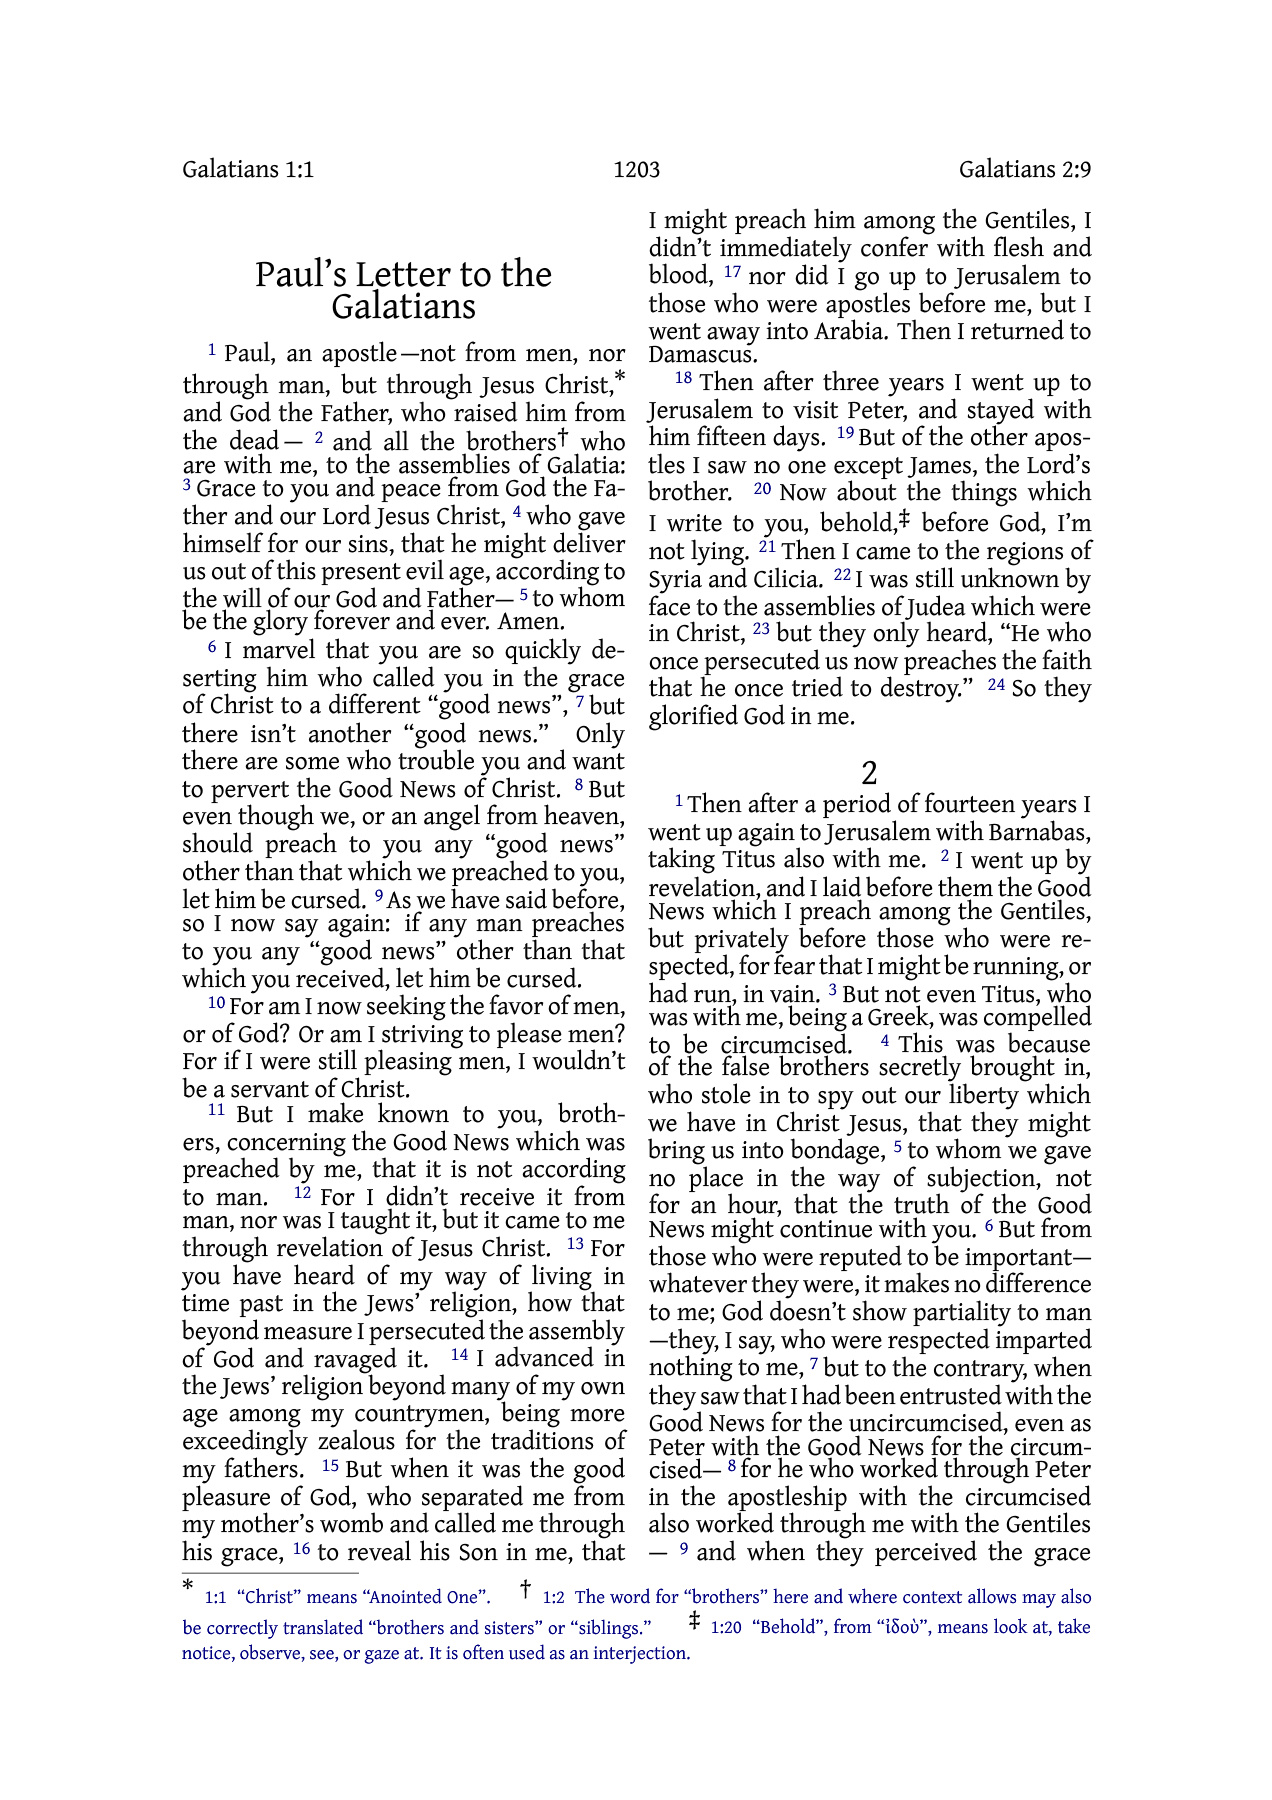 Galatians 1:1
1203
Galatians 2:9
Paul’s Letter to the
Galatians
1 Paul, an apostle—not from men, nor
through man, but through Jesus Christ,*
and God the Father, who raised him from
the dead— 2 and all the brothers† who
are with me, to the assemblies of Galatia:
3 Grace to you and peace from God the Fa-
ther and our Lord Jesus Christ, 4 who gave
himself for our sins, that he might deliver
us out of this present evil age, according to
the will of our God and Father— 5 to whom
be the glory forever and ever. Amen.
6 I marvel that you are so quickly de-
serting him who called you in the grace
of Christ to a different “good news”, 7 but
there isn’t another “good news.” Only
there are some who trouble you and want
to pervert the Good News of Christ. 8 But
even though we, or an angel from heaven,
should preach to you any “good news”
other than that which we preached to you,
let him be cursed. 9 As we have said before,
so I now say again: if any man preaches
to you any “good news” other than that
which you received, let him be cursed.
10 For am I now seeking the favor of men,
or of God? Or am I striving to please men?
For if I were still pleasing men, I wouldn’t
be a servant of Christ.
11 But I make known to you, broth-
ers, concerning the Good News which was
preached by me, that it is not according
to man. 12 For I didn’t receive it from
man, nor was I taught it, but it came to me
through revelation of Jesus Christ. 13 For
you have heard of my way of living in
time past in the Jews’ religion, how that
beyond measure I persecuted the assembly
of God and ravaged it. 14 I advanced in
the Jews’ religion beyond many of my own
age among my countrymen, being more
exceedingly zealous for the traditions of
my fathers. 15 But when it was the good
pleasure of God, who separated me from
my mother’s womb and called me through
his grace, 16 to reveal his Son in me, that
I might preach him among the Gentiles, I
didn’t immediately confer with flesh and
blood, 17 nor did I go up to Jerusalem to
those who were apostles before me, but I
went away into Arabia. Then I returned to
Damascus.
18 Then after three years I went up to
Jerusalem to visit Peter, and stayed with
him fifteen days. 19 But of the other apos-
tles I saw no one except James, the Lord’s
brother. 20 Now about the things which
I write to you, behold,‡ before God, I’m
not lying. 21 Then I came to the regions of
Syria and Cilicia. 22 I was still unknown by
face to the assemblies of Judea which were
in Christ, 23 but they only heard, “He who
once persecuted us now preaches the faith
that he once tried to destroy.” 24 So they
glorified God in me.
2
1 Then after a period of fourteen years I
went up again to Jerusalem with Barnabas,
taking Titus also with me. 2 I went up by
revelation, and I laid before them the Good
News which I preach among the Gentiles,
but privately before those who were re-
spected, for fear that I might be running, or
had run, in vain. 3 But not even Titus, who
was with me, being a Greek, was compelled
to be circumcised. 4 This was because
of the false brothers secretly brought in,
who stole in to spy out our liberty which
we have in Christ Jesus, that they might
bring us into bondage, 5 to whom we gave
no place in the way of subjection, not
for an hour, that the truth of the Good
News might continue with you. 6 But from
those who were reputed to be important—
whatever they were, it makes no difference
to me; God doesn’t show partiality to man
—they, I say, who were respected imparted
nothing to me, 7 but to the contrary, when
they saw that I had been entrusted with the
Good News for the uncircumcised, even as
Peter with the Good News for the circum-
cised— 8 for he who worked through Peter
in the apostleship with the circumcised
also worked through me with the Gentiles
— 9 and when they perceived the grace
* 1:1 “Christ” means “Anointed One”. † 1:2 The word for “brothers” here and where context allows may also
be correctly translated “brothers and sisters” or “siblings.” ‡ 1:20 “Behold”, from “ἰδοὺ”, means look at, take
notice, observe, see, or gaze at. It is often used as an interjection.